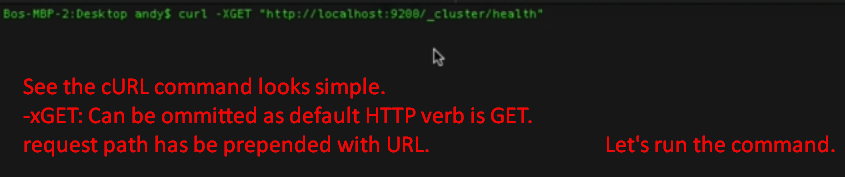 Bos-MBP-2:Desktop andy$ curl -XGET "http://localhost:9200/_cluster/health"
See the cURL command looks simple.
-xGET: Can be ommitted as default HTTP verb is GET.
request path has be prepended with URL. Let's run the command.